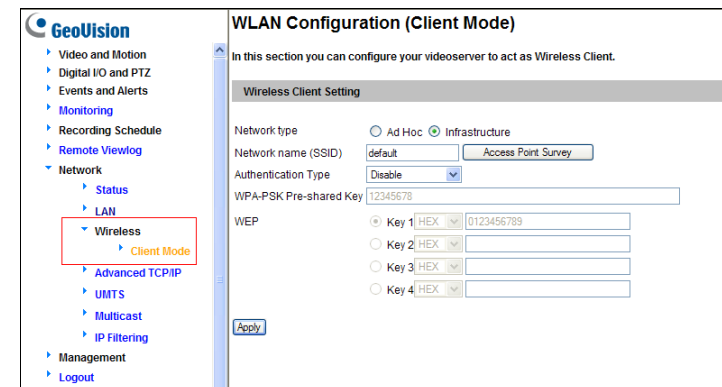 GeoVision
Video and Motion
Digital I/O and PTZ
Events and Alerts
Monitoring
Recording Schedule
Remote Viewlog
Network
Status
LAN
Wireless
Client Mode
Advanced TCP/IP
UMTS
Multicast
IP Filtering
Management
Logout
WLAN Configuration (Client Mode)
In this section you can configure your videoserver to act as Wireless Client.
Wireless Client Setting
Network type Ad Hoc Infrastructure
Network name (SSID) default Access Point Survey
Authentication Type Disable
WPA-PSK Pre-shared Key 12345678
WEP Key 1 HEX 0123456789
Key 2 HEX
Key 3 HEX
Key 4 HEX
Apply